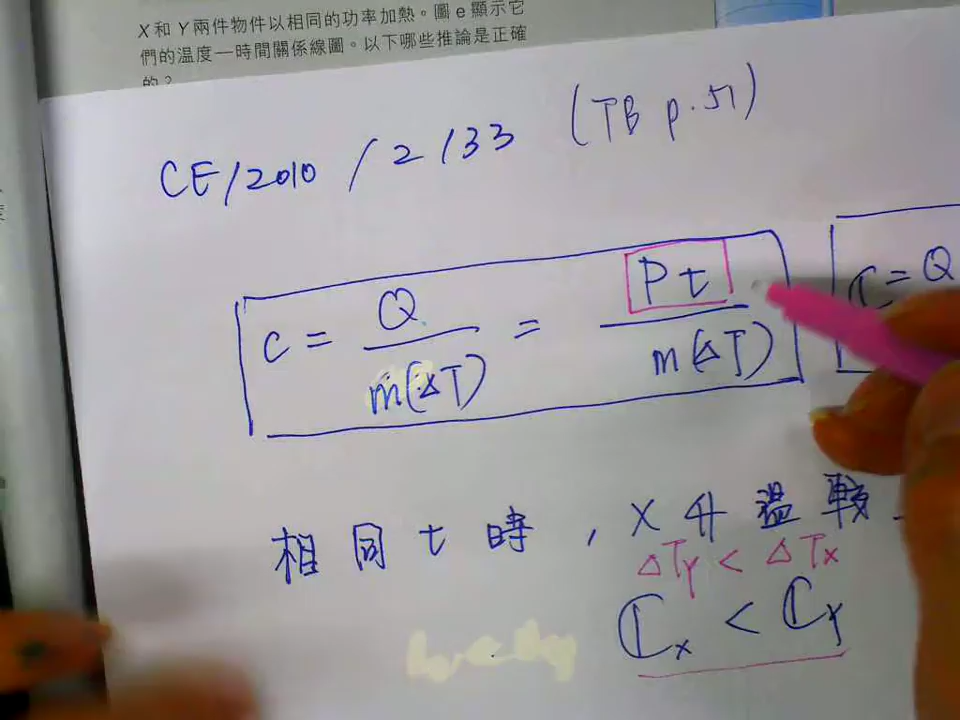 X 和 Y 兩件物件以相同的功率加熱。圖 e 顯示它
們的溫度—時間關係線圖。以下哪些推論是正確
的？
CE/2010 / 2 /33 (TB p.51)
c = Q / m(ΔT) = Pt / m(ΔT)
C = Q
相同 t 時，X 升溫較
ΔTy < ΔTx
Cx < Cy